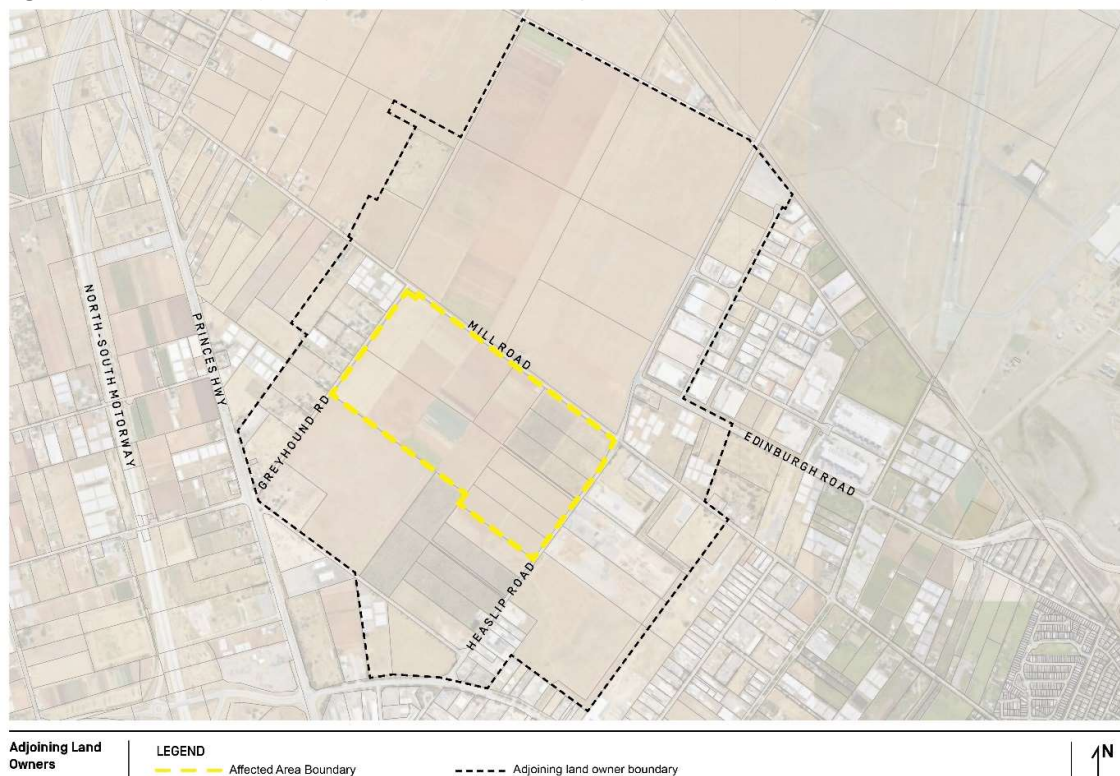 MILL ROAD
NORTH-SOUTH MOTORWAY
PRINCES HWY
GREYHOUND RD
EDINBURGH ROAD
HEASLIP ROAD
Adjoining Land
Owners
LEGEND
Affected Area Boundary
Adjoining land owner boundary
N